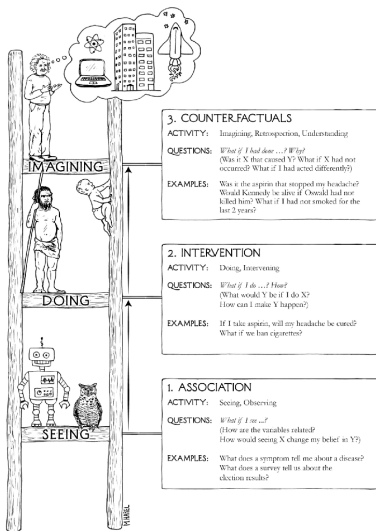 3. COUNTERFACTUALS
ACTIVITY: Imagining, Retrospection, Understanding
QUESTIONS: What if I had done …? Why?
(Was it X that caused Y? What if X had not
occurred? What if I had acted differently?)
EXAMPLES: Was it the aspirin that stopped my headache?
Would Kennedy be alive if Oswald had not
killed him? What if I had not smoked for the
last 2 years?
IMAGINING
2. INTERVENTION
ACTIVITY: Doing, Intervening
QUESTIONS: What if I do …? How?
(What would Y be if I do X?
How can I make Y happen?)
EXAMPLES: If I take aspirin, will my headache be cured?
What if we ban cigarettes?
DOING
1. ASSOCIATION
ACTIVITY: Seeing, Observing
QUESTIONS: What if I see …?
(How are the variables related?
How would seeing X change my belief in Y?)
EXAMPLES: What does a symptom tell me about a disease?
What does a survey tell us about the
election results?
SEEING
M.HAREL